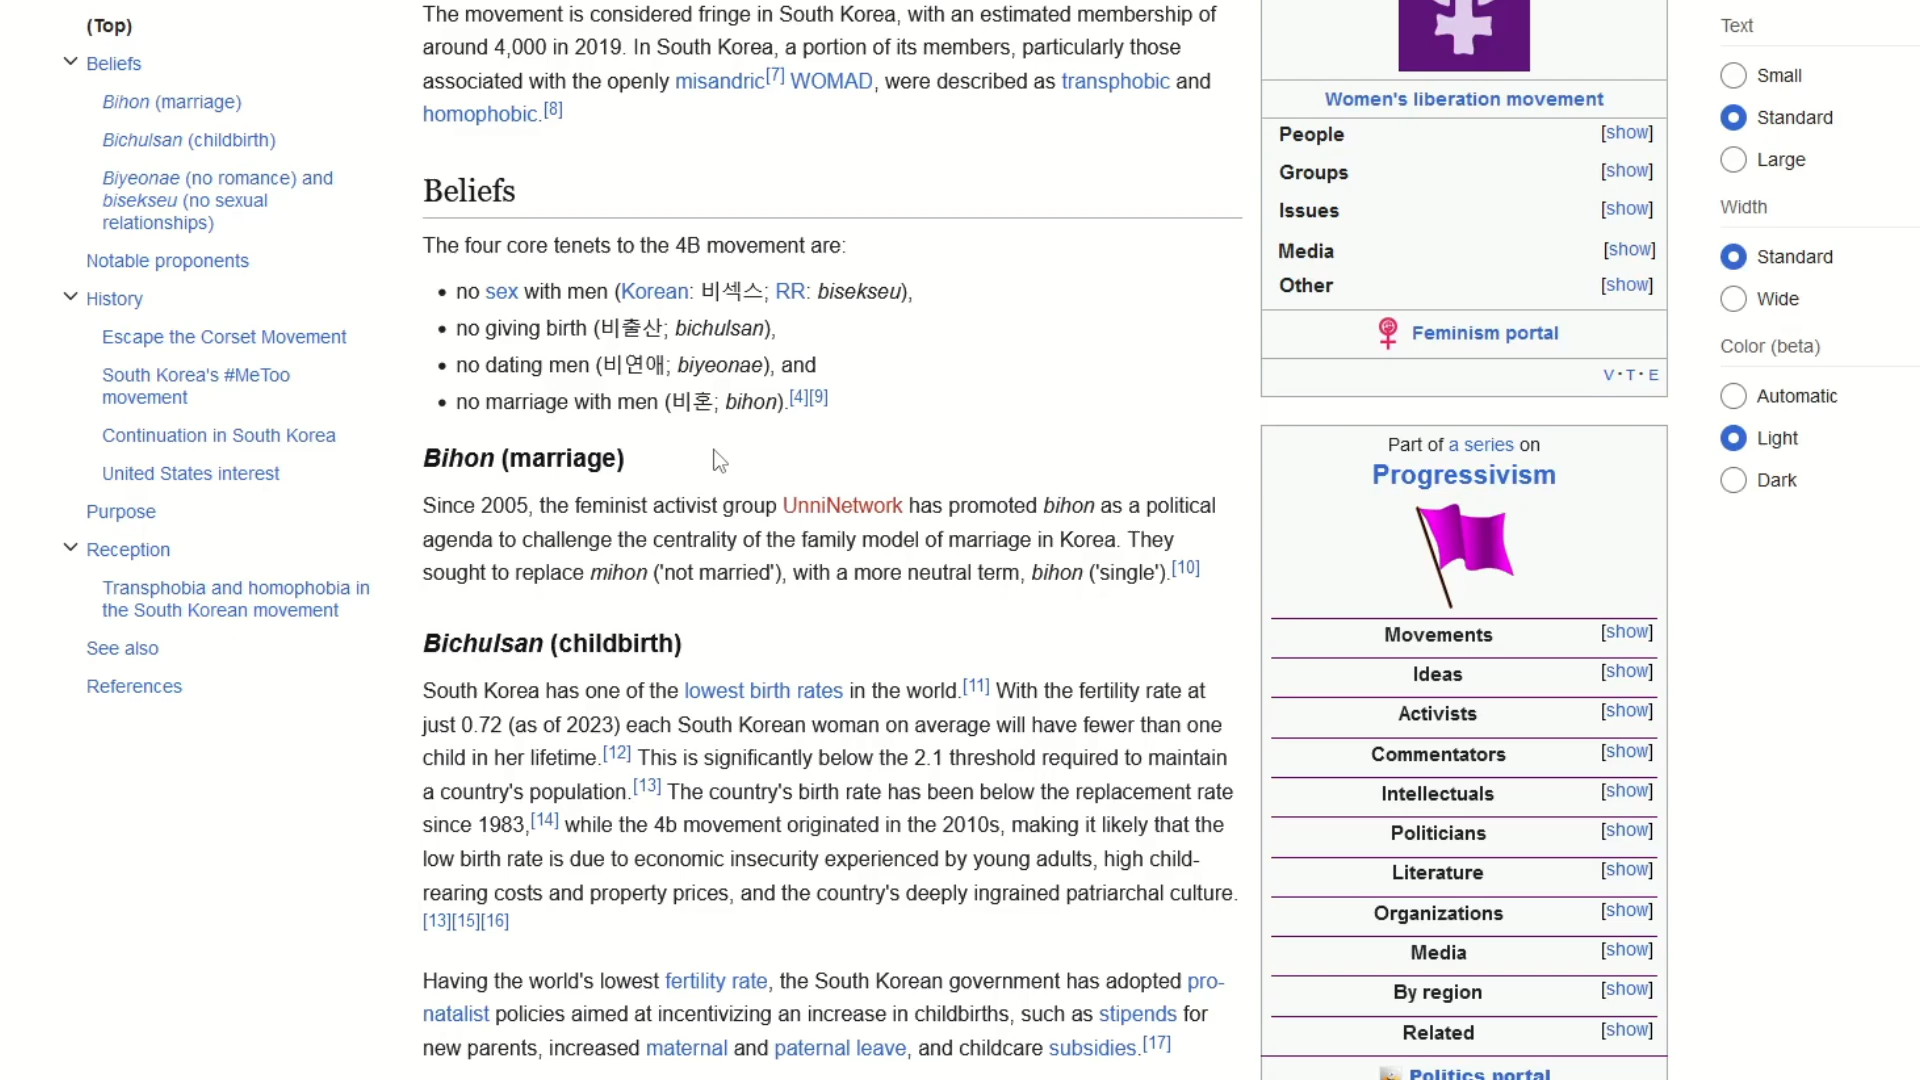 (Top)
Beliefs
Bihon (marriage)
Bichulsan (childbirth)
Biyeonae (no romance) and
bisekseu (no sexual
relationships)
Notable proponents
History
Escape the Corset Movement
South Korea's #MeToo
movement
Continuation in South Korea
United States interest
Purpose
Reception
Transphobia and homophobia in
the South Korean movement
See also
References
The movement is considered fringe in South Korea, with an estimated membership of
around 4,000 in 2019. In South Korea, a portion of its members, particularly those
associated with the openly misandric[7] WOMAD, were described as transphobic and
homophobic.[8]
Beliefs
The four core tenets to the 4B movement are:
• no sex with men (Korean: 비섹스; RR: bisekseu),
• no giving birth (비출산; bichulsan),
• no dating men (비연애; biyeonae), and
• no marriage with men (비혼; bihon).[4][9]
Bihon (marriage)
Since 2005, the feminist activist group UnniNetwork has promoted bihon as a political
agenda to challenge the centrality of the family model of marriage in Korea. They
sought to replace mihon ('not married'), with a more neutral term, bihon ('single').[10]
Bichulsan (childbirth)
South Korea has one of the lowest birth rates in the world.[11] With the fertility rate at
just 0.72 (as of 2023) each South Korean woman on average will have fewer than one
child in her lifetime.[12] This is significantly below the 2.1 threshold required to maintain
a country's population.[13] The country's birth rate has been below the replacement rate
since 1983,[14] while the 4b movement originated in the 2010s, making it likely that the
low birth rate is due to economic insecurity experienced by young adults, high child-
rearing costs and property prices, and the country's deeply ingrained patriarchal culture.
[13][15][16]
Having the world's lowest fertility rate, the South Korean government has adopted pro-
natalist policies aimed at incentivizing an increase in childbirths, such as stipends for
new parents, increased maternal and paternal leave, and childcare subsidies.[17]
Women's liberation movement
People [show]
Groups [show]
Issues [show]
Media [show]
Other [show]
Feminism portal
V · T · E
Part of a series on
Progressivism
Movements [show]
Ideas [show]
Activists [show]
Commentators [show]
Intellectuals [show]
Politicians [show]
Literature [show]
Organizations [show]
Media [show]
By region [show]
Related [show]
Politics portal
Text
Small
Standard
Large
Width
Standard
Wide
Color (beta)
Automatic
Light
Dark